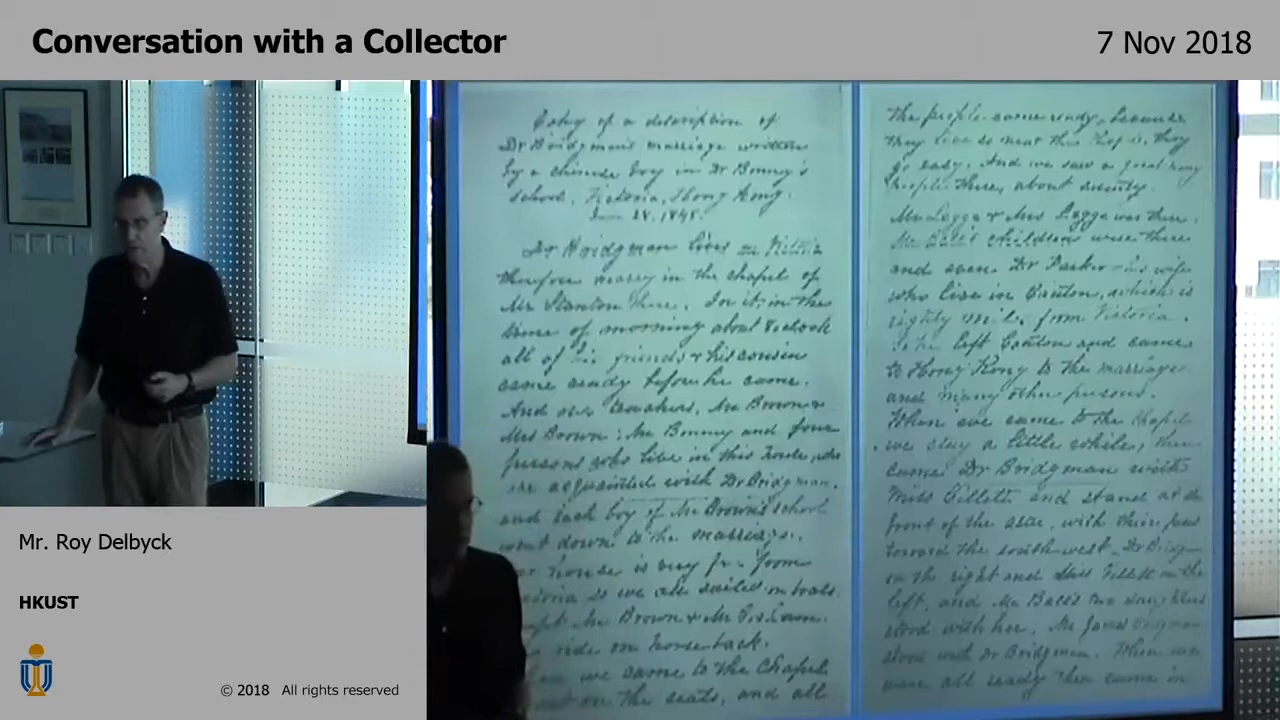 Conversation with a Collector
7 Nov 2018
Copy of a description of
Dr Bridgman's marriage written
by a chinese boy in Dr Bonney's
school, Victoria, Hong Kong.
June 28, 1845.
Dr Bridgman lives in Victoria
therefore marry in the chapel of
Mr Stanton there. In it, in the
time of morning about 8 oclock
all of his friends & his cousin
came ready before he came.
And our teachers, Mr Brown &
Mrs Brown: Mr Bonney and four
persons who live in this house, who
are acquainted with Dr Bridgman.
and each boy of Mr Brown's school
went down to the marriage.
house is very far from
so we all sailed in boats
Mr Brown & Mr
ride on horseback.
we came to the Chapel
on the seats, and all
The people came ready, because
they live so near this they
go easy. And we saw a great many
people there, about seventy.
Mr Legge & Mrs Legge was there.
Mr Ball's children were there
and even Dr Parker & his wife
who live in Canton, which is
eighty miles from Victoria.
So he left Canton and came
to Hong Kong to the marriage
and many other persons.
When we came to the chapel
we stay a little while, then
came Dr Bridgman with
Miss Gillett and stand at the
front of the with their face
toward the south-west. Dr Bridg-
on the right and Miss Gillett on the
left, and Mr Ball's two daughters
stood with her. Mr James
stood with Dr Bridgman. When we
were all ready then came in
Mr. Roy Delbyck
HKUST
© 2018 All rights reserved